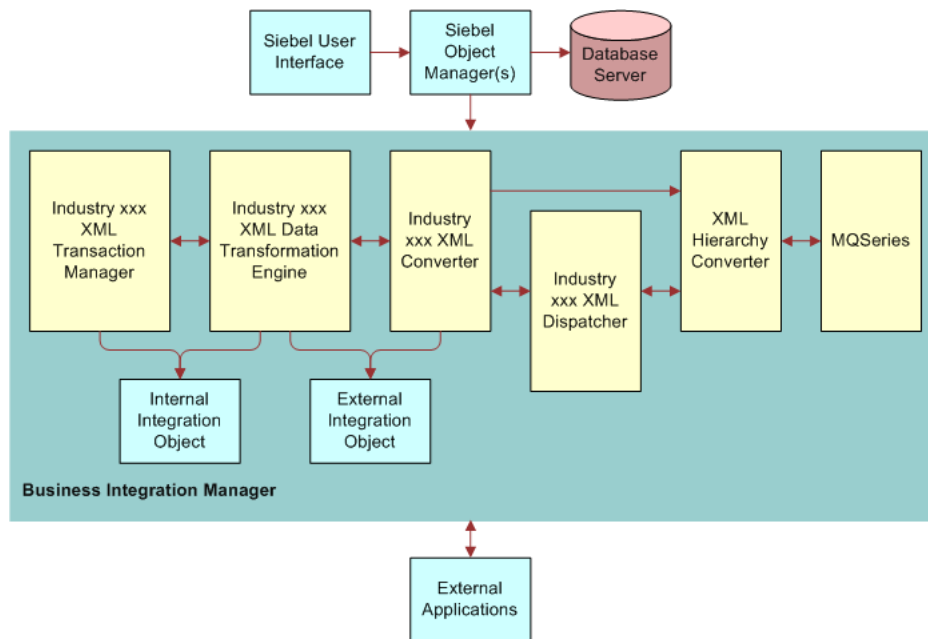 Siebel User
Interface
Siebel
Object
Manager(s)
Database
Server
Industry xxx
XML
Transaction
Manager
Industry xxx
XML Data
Transformation
Engine
Industry
xxx XML
Converter
Industry
xxx XML
Dispatcher
XML
Hierarchy
Converter
MQSeries
Internal
Integration
Object
External
Integration
Object
Business Integration Manager
External
Applications